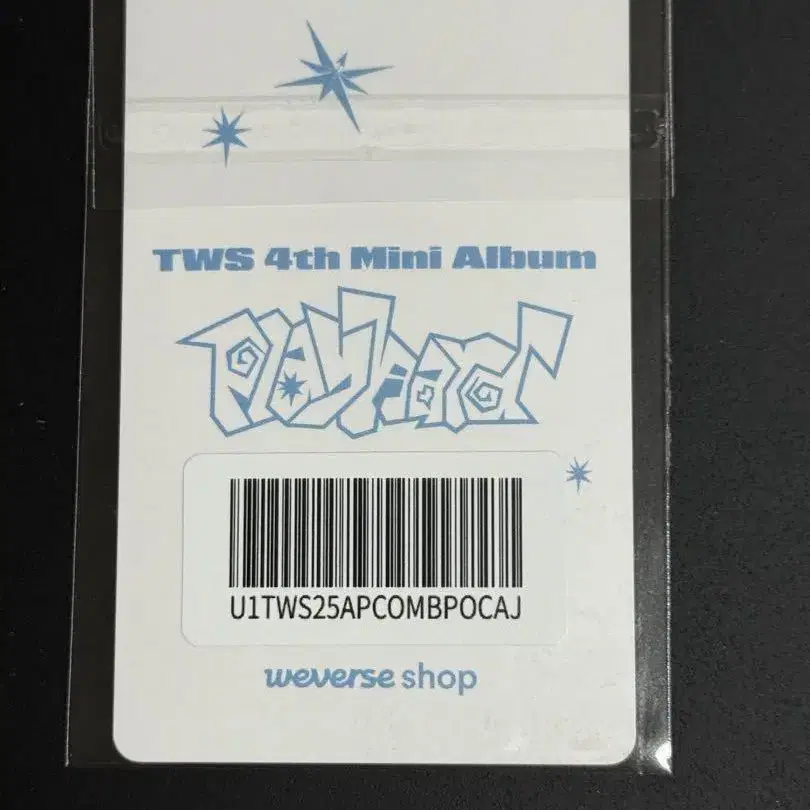 TWS 4th Mini Album
play hard
U1TWS25APCOMBPOCAJ
weverse shop